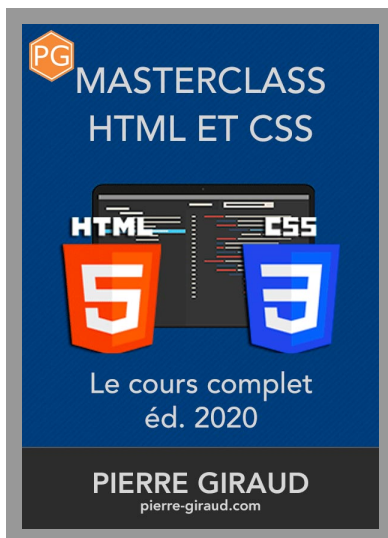 PG
MASTERCLASS
HTML ET CSS
HTML CSS
5 3
Le cours complet
éd. 2020
PIERRE GIRAUD
pierre-giraud.com